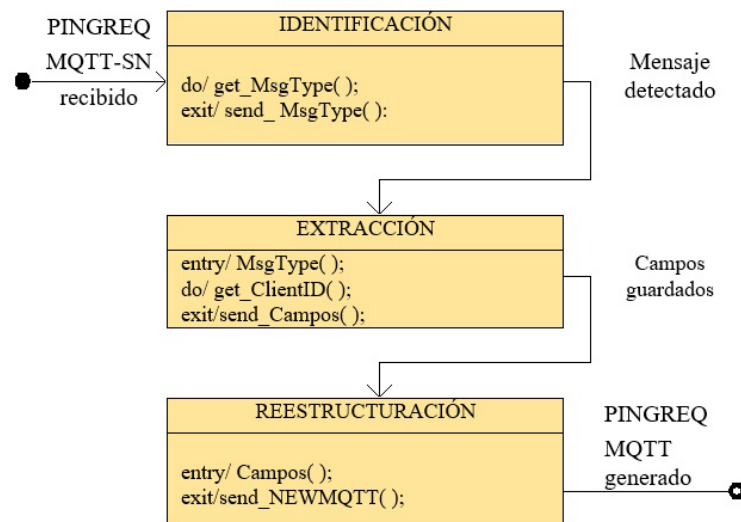 PINGREQ
MQTT-SN
recibido
IDENTIFICACIÓN
do/ get_MsgType( );
exit/ send_ MsgType( ):
Mensaje
detectado
EXTRACCIÓN
entry/ MsgType( );
do/ get_ClientID( );
exit/send_Campos( );
Campos
guardados
REESTRUCTURACIÓN
entry/ Campos( );
exit/send_NEWMQTT( );
PINGREQ
MQTT
generado